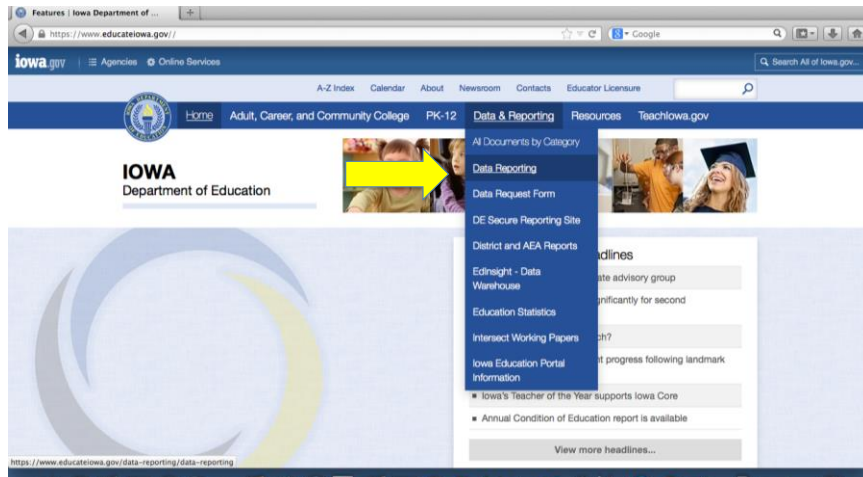 Features | Iowa Department of ...
https://www.educateiowa.gov//
Google
iowa.gov
Agencies
Online Services
Search All of Iowa.gov...
A-Z Index Calendar About Newsroom Contacts Educator Licensure
Home Adult, Career, and Community College PK-12 Data & Reporting Resources TeachIowa.gov
IOWA
Department of Education
All Documents by Category
Data Reporting
Data Request Form
DE Secure Reporting Site
District and AEA Reports
EdInsight - Data
Warehouse
Education Statistics
Intersect Working Papers
Iowa Education Portal
Information
adlines
ate advisory group
gnificantly for second
ch?
t progress following landmark
Iowa's Teacher of the Year supports Iowa Core
Annual Condition of Education report is available
View more headlines...
https://www.educateiowa.gov/data-reporting/data-reporting